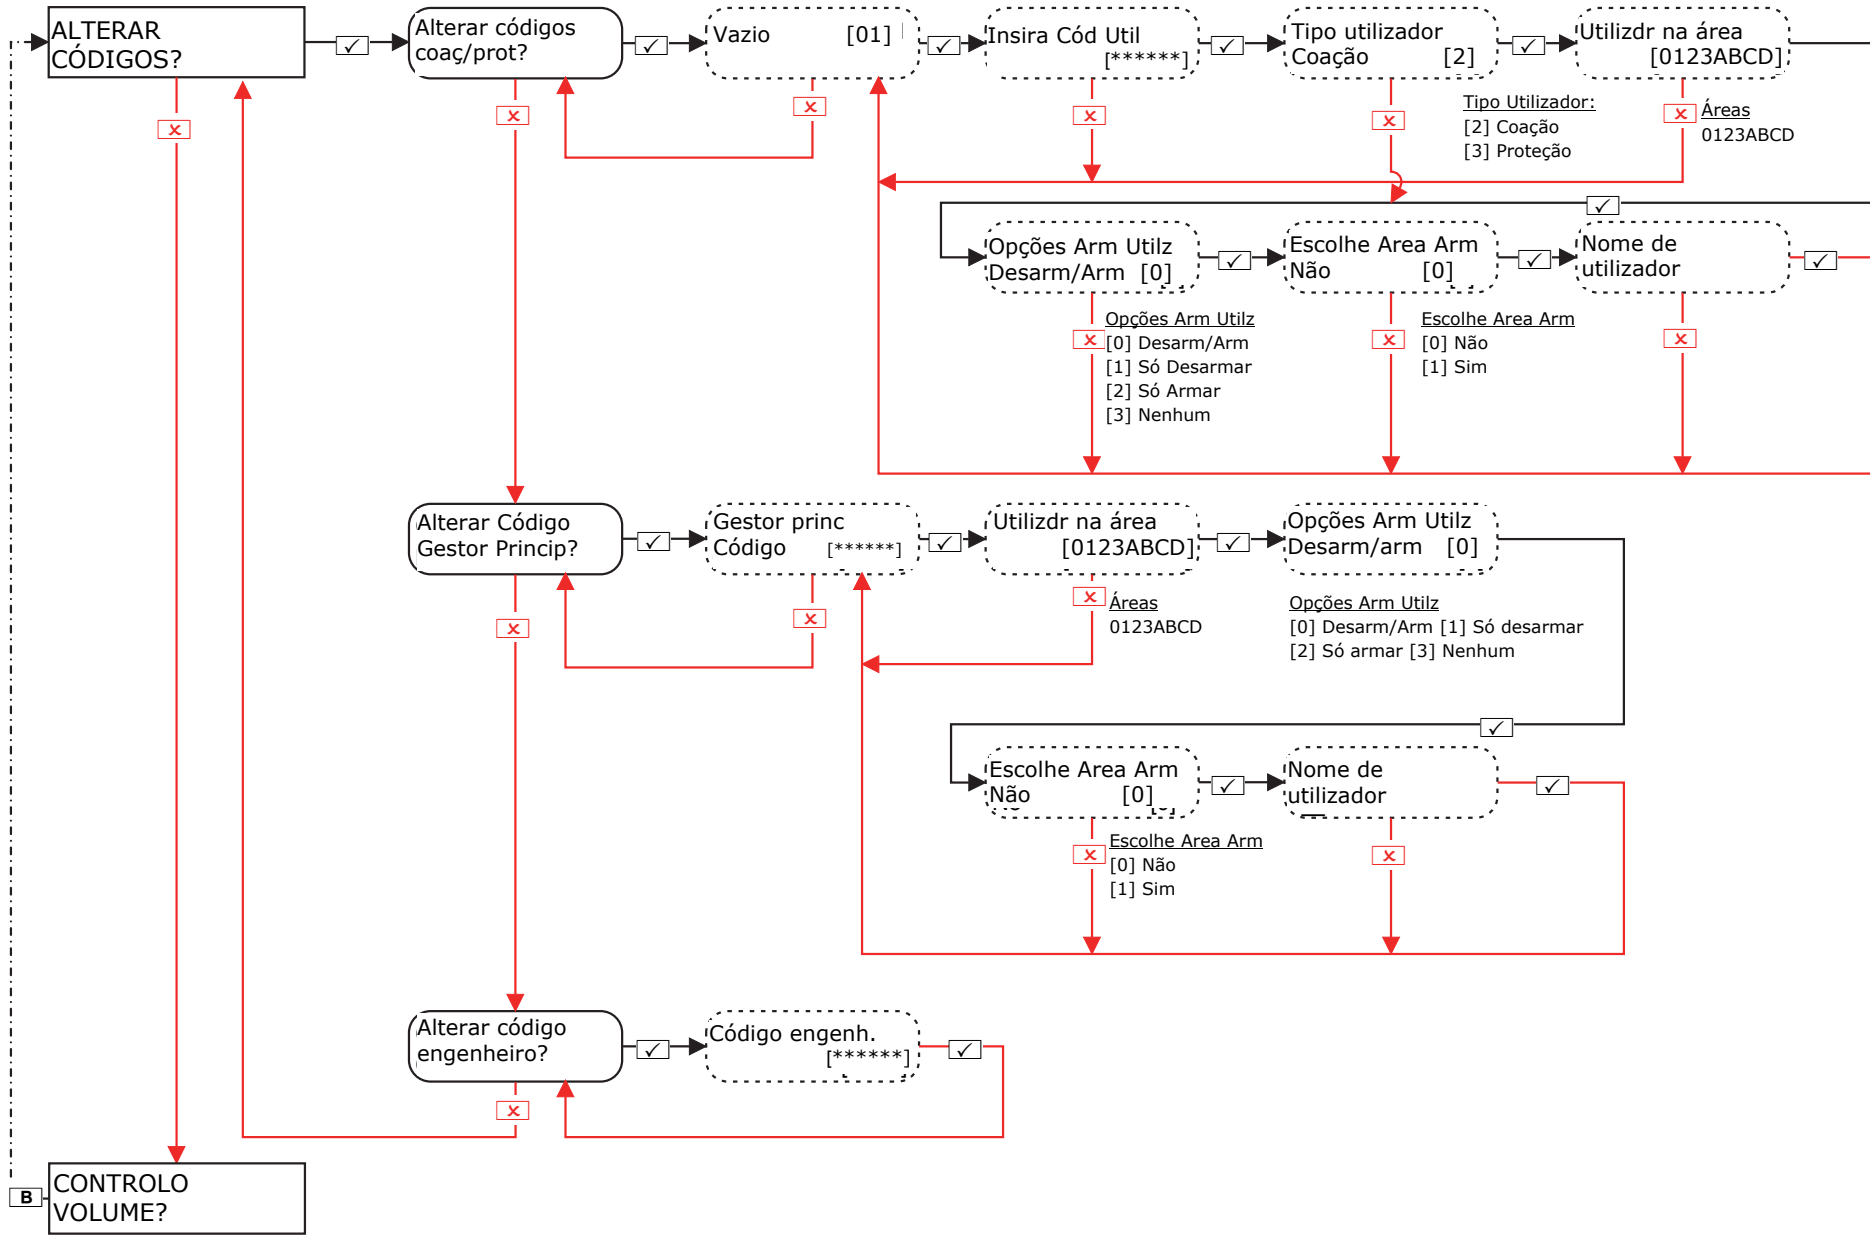 ALTERAR
CÓDIGOS?
Alterar códigos
coaç/prot?
Vazio [01]
Insira Cód Util
[******]
Tipo utilizador
Coação [2]
Utilizdr na área
[0123ABCD]
Tipo Utilizador:
[2] Coação
[3] Proteção
Áreas
0123ABCD
Opções Arm Utilz
Desarm/Arm [0]
Escolhe Area Arm
Não [0]
Nome de
utilizador
Opções Arm Utilz
[0] Desarm/Arm
[1] Só Desarmar
[2] Só Armar
[3] Nenhum
Escolhe Area Arm
[0] Não
[1] Sim
Alterar Código
Gestor Princip?
Gestor princ
Código [******]
Utilizdr na área
[0123ABCD]
Opções Arm Utilz
Desarm/arm [0]
Áreas
0123ABCD
Opções Arm Utilz
[0] Desarm/Arm [1] Só desarmar
[2] Só armar [3] Nenhum
Escolhe Area Arm
Não [0]
Nome de
utilizador
Escolhe Area Arm
[0] Não
[1] Sim
Alterar código
engenheiro?
Código engenh.
[******]
B
CONTROLO
VOLUME?